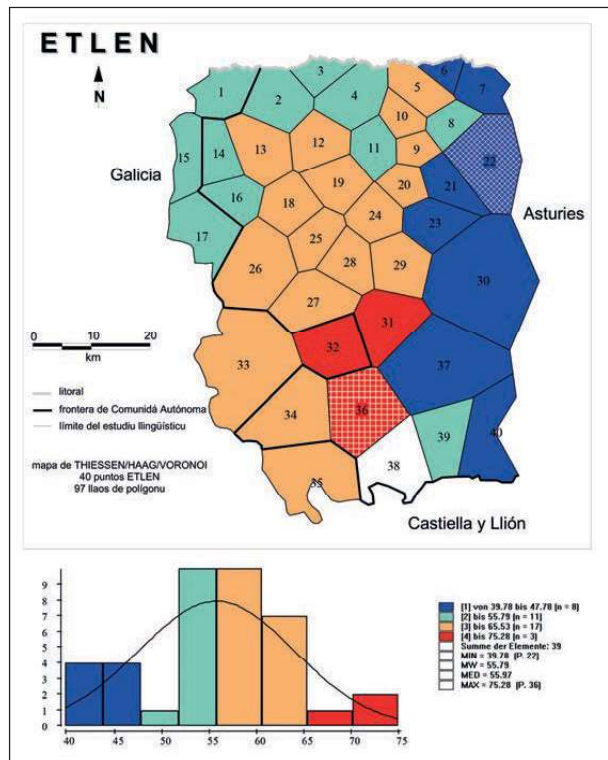 ETLEN
N
Galicia
Asturies
Castiella y Llión
1
2
3
4
5
6
7
8
9
10
11
12
13
14
15
16
17
18
19
20
21
22
23
24
25
26
27
28
29
30
31
32
33
34
35
36
37
38
39
40
0 10 20
km
litoral
frontera de Comunidá Autónoma
límite del estudiu llingüísticu
mapa de THIESSEN/HAAG/VORONOI
40 puntos ETLEN
97 llaos de polígonu
9
8
7
6
5
4
3
2
1
0
40 45 50 55 60 65 70 75
[1] von 39.78 bis 47.78 (n = 8)
[2] bis 55.79 (n = 11)
[3] bis 65.53 (n = 17)
[4] bis 75.28 (n = 3)
Summe der Elemente: 39
MIN = 39.78 (P. 22)
MW = 55.79
MED = 55.97
MAX = 75.28 (P. 36)